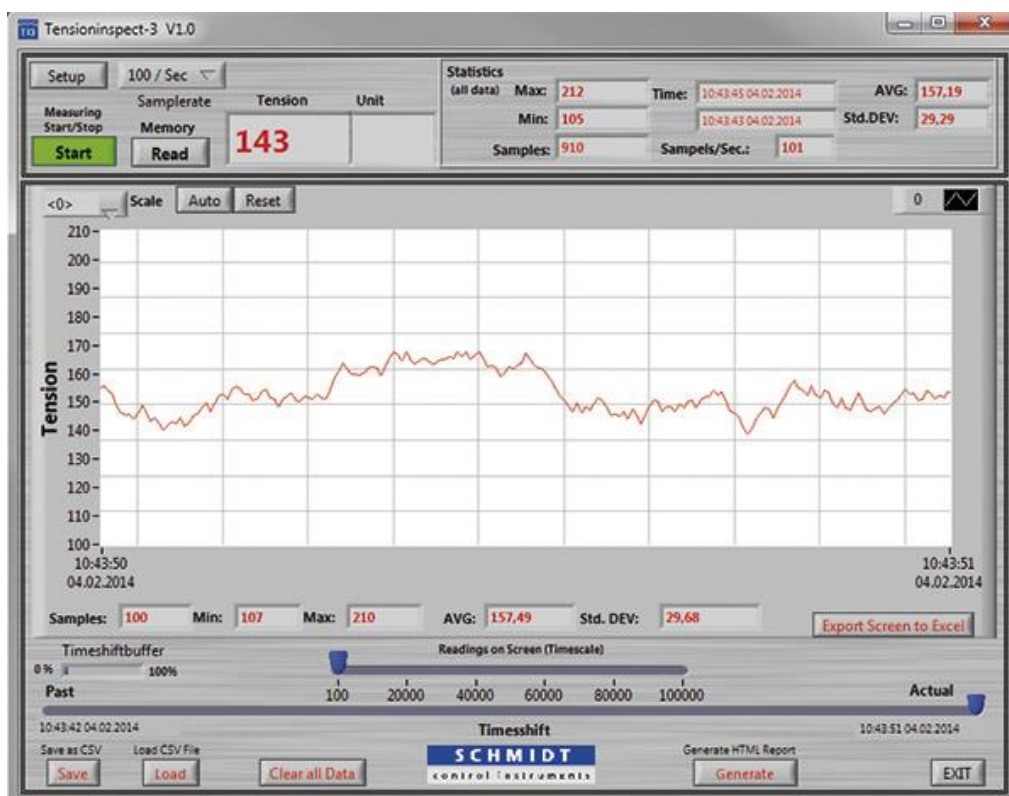 Tensioninspect-3 V1.0
Setup
100 / Sec
Samplerate
Measuring
Start/Stop
Start
Memory
Read
Tension
143
Unit
Statistics
(all data)
Max: 212
Min: 105
Samples: 910
Time: 10:43:45 04.02.2014
10:43:43 04.02.2014
Sampels/Sec.: 101
AVG: 157,19
Std.DEV: 29,29
<0>
Scale
Auto
Reset
0
Tension
210
200
190
180
170
160
150
140
130
120
110
100
10:43:50
04.02.2014
10:43:51
04.02.2014
Samples: 100 Min: 107 Max: 210 AVG: 157,49 Std. DEV: 29,68
Export Screen to Excel
Timeshiftbuffer
0 % 100%
Readings on Screen (Timescale)
100 20000 40000 60000 80000 100000
Past
Actual
10:43:42 04.02.2014
Timesshift
10:43:51 04.02.2014
Save as CSV
Save
Load CSV File
Load
Clear all Data
SCHMIDT
control instruments
Generate HTML Report
Generate
EXIT